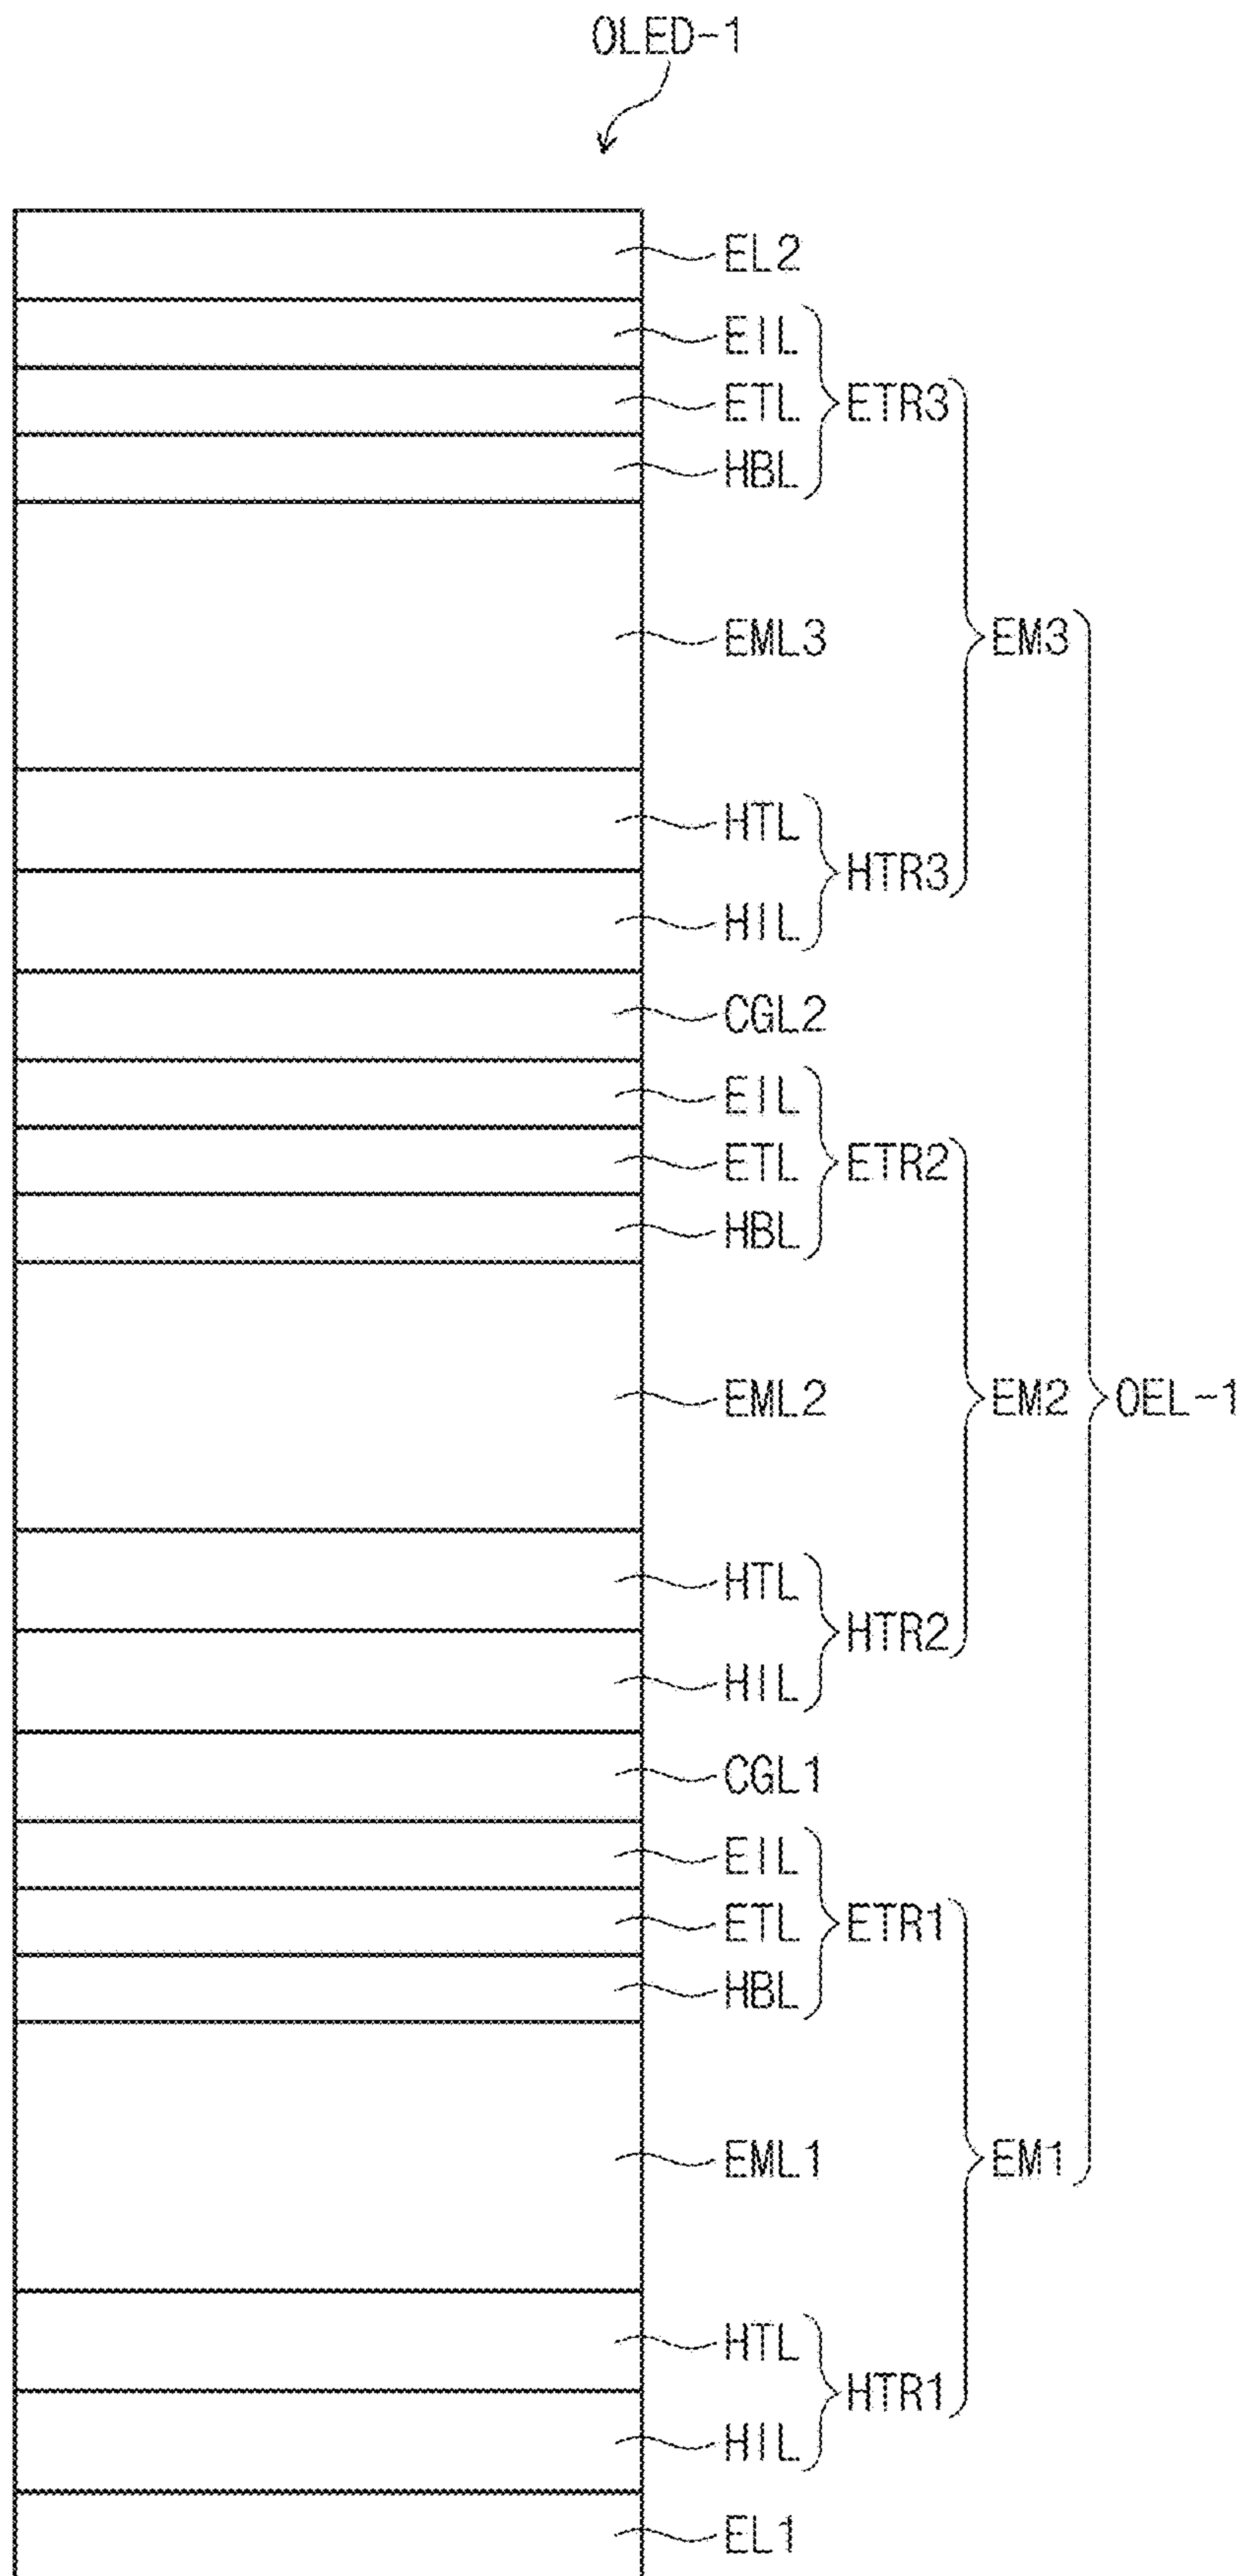 OLED-1
EL2
EIL
ETL
ETR3
HBL
EML3
EM3
HTL
HTR3
HIL
CGL2
EIL
ETL
ETR2
HBL
EML2
EM2
OEL-1
HTL
HTR2
HIL
CGL1
EIL
ETL
ETR1
HBL
EML1
EM1
HTL
HTR1
HIL
EL1